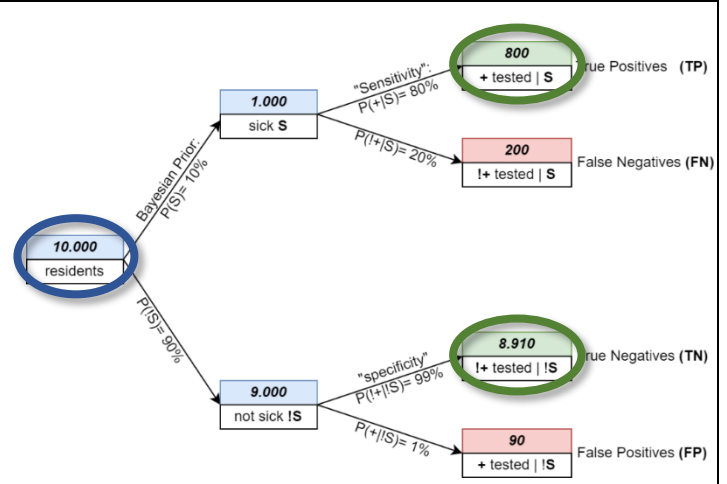 800
+ tested | S
rue Positives (TP)
"Sensitivity":
P(+|S)= 80%
1.000
sick S
P(!+|S)= 20%
200
!+ tested | S
False Negatives (FN)
Bayesian Prior:
P(S)= 10%
10.000
residents
P(!S)= 90%
8.910
!+ tested | !S
rue Negatives (TN)
"specificity"
P(!+|!S)= 99%
9.000
not sick !S
P(+|!S)= 1%
90
+ tested | !S
False Positives (FP)